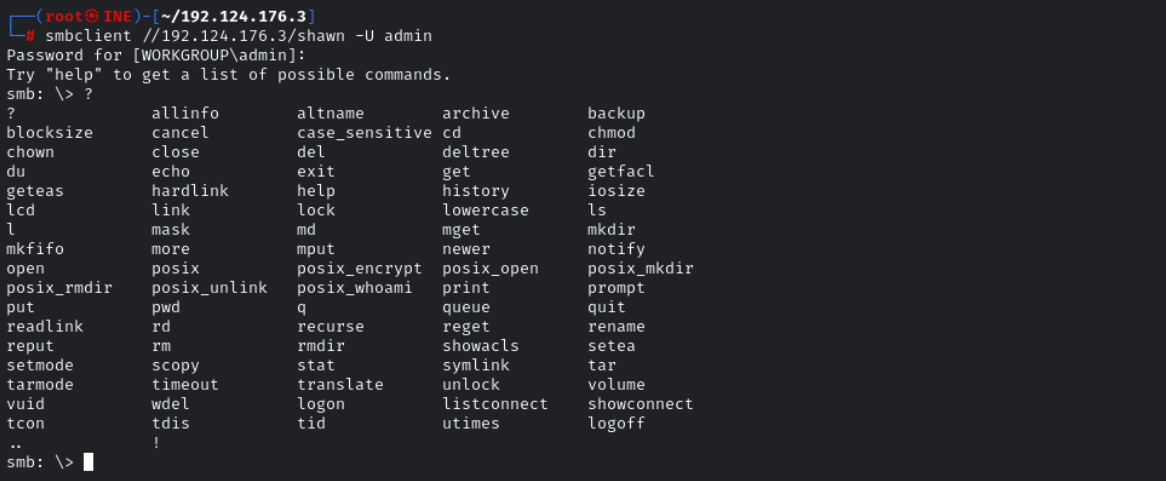 ┌──(root㉿INE)-[~/192.124.176.3]
└─# smbclient //192.124.176.3/shawn -U admin
Password for [WORKGROUP\admin]:
Try "help" to get a list of possible commands.
smb: \> ?
?              allinfo        altname        archive        backup
blocksize      cancel         case_sensitive cd             chmod
chown          close          del            deltree        dir
du             echo           exit           get            getfacl
geteas         hardlink       help           history        iosize
lcd            link           lock           lowercase      ls
l              mask           md             mget           mkdir
mkfifo         more           mput           newer          notify
open           posix          posix_encrypt  posix_open     posix_mkdir
posix_rmdir    posix_unlink   posix_whoami   print          prompt
put            pwd            q              queue          quit
readlink       rd             recurse        reget          rename
reput          rm             rmdir          showacls       setea
setmode        scopy          stat           symlink        tar
tarmode        timeout        translate      unlock         volume
vuid           wdel           logon          listconnect    showconnect
tcon           tdis           tid            utimes         logoff
..             !
smb: \>